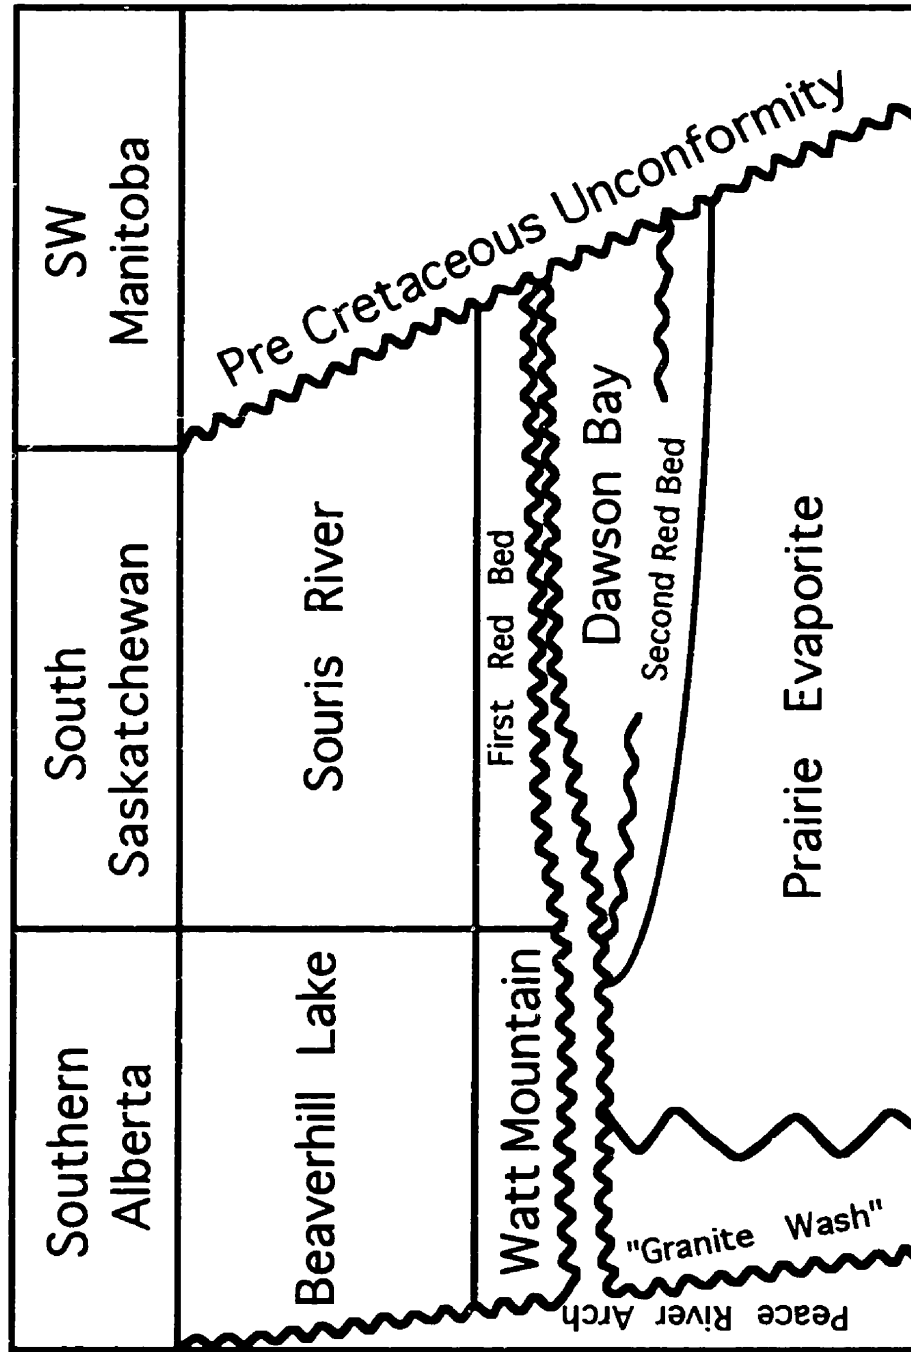 Southern
Alberta
South
Saskatchewan
SW
Manitoba
Pre Cretaceous Unconformity
Beaverhill Lake
Souris River
Watt Mountain
First Red Bed
Dawson Bay
Second Red Bed
Prairie Evaporite
"Granite Wash"
Peace River Arch